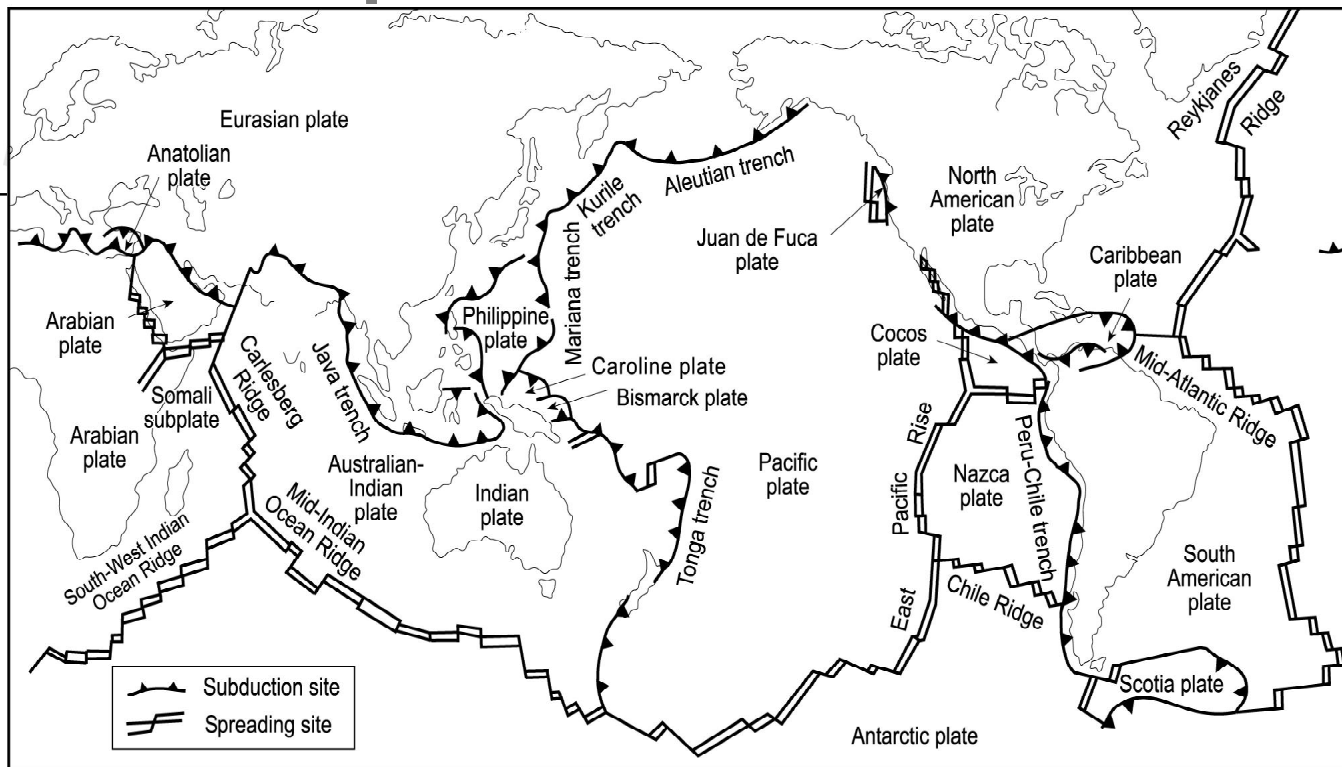 Eurasian plate
Anatolian
plate
Arabian
plate
Somali
subplate
Arabian
plate
Carlesberg
Ridge
South-West Indian
Ocean Ridge
Mid-Indian
Ocean Ridge
Java trench
Australian-
Indian
plate
Indian
plate
Philippine
plate
Mariana trench
Kurile
trench
Aleutian trench
Caroline plate
Bismarck plate
Tonga trench
Pacific
plate
Juan de Fuca
plate
North
American
plate
Reykjanes
Ridge
Caribbean
plate
Cocos
plate
Mid-Atlantic Ridge
East Pacific Rise
Nazca
plate
Peru-Chile trench
Chile Ridge
South
American
plate
Scotia plate
Antarctic plate
Subduction site
Spreading site